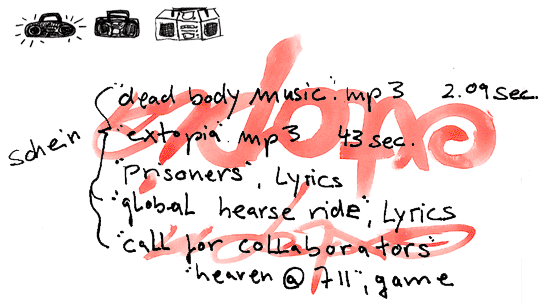 "dead body music".mp3 2.09 sec.
schein "extopia".mp3 43 sec.
"Prisoners", Lyrics
"global hearse ride", Lyrics
"call for collaborators"
"heaven @ 711", game